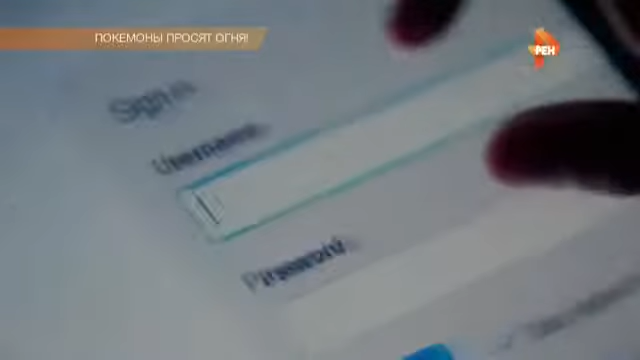 ПОКЕМОНЫ ПРОСЯТ ОГНЯ!
РЕН
Sign in
Username
Password